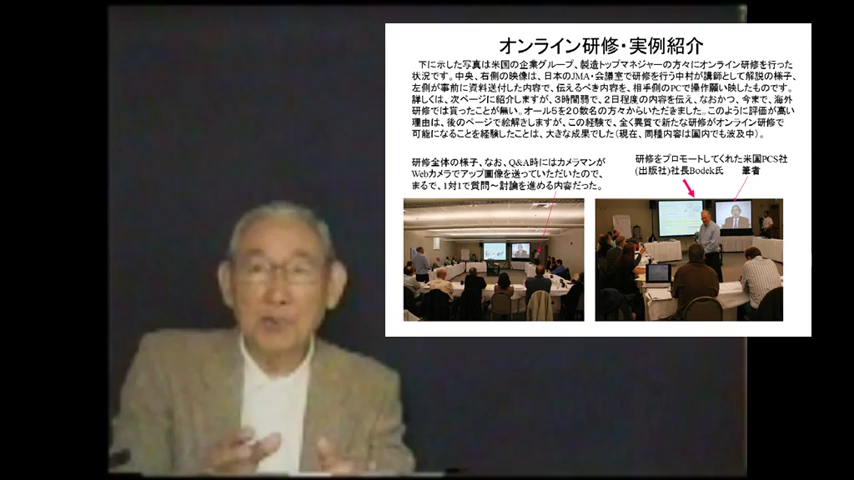 オンライン研修・実例紹介
下に示した写真は米国の企業グループ、製造トップマネジャーの方々にオンライン研修を行った
状況です。中央、右側の映像は、日本のJMA・会議室で研修を行う中村が講師として解説の様子、
左側が事前に資料送付した内容で、伝えるべき内容を、相手側のPCで操作願い映したものです。
詳しくは、次ページに紹介しますが、3時間弱で、2日程度の内容を伝え、なおかつ、今まで、海外
研修では貰ったことが無い。オール5を20数名の方々からいただきました。このように評価が高い
理由は、後のページで絵解きしますが、この経験で、全く異質で新たな研修がオンライン研修で
可能になることを経験したことは、大きな成果でした(現在、同種内容は国内でも波及中)。
研修全体の様子、なお、Q&A時にはカメラマンが
Webカメラでアップ画像を送っていただいたので、
まるで、1対1で質問～討論を進める内容だった。
研修をプロモートしてくれた米国PCS社
(出版社)社長Bodek氏 筆者